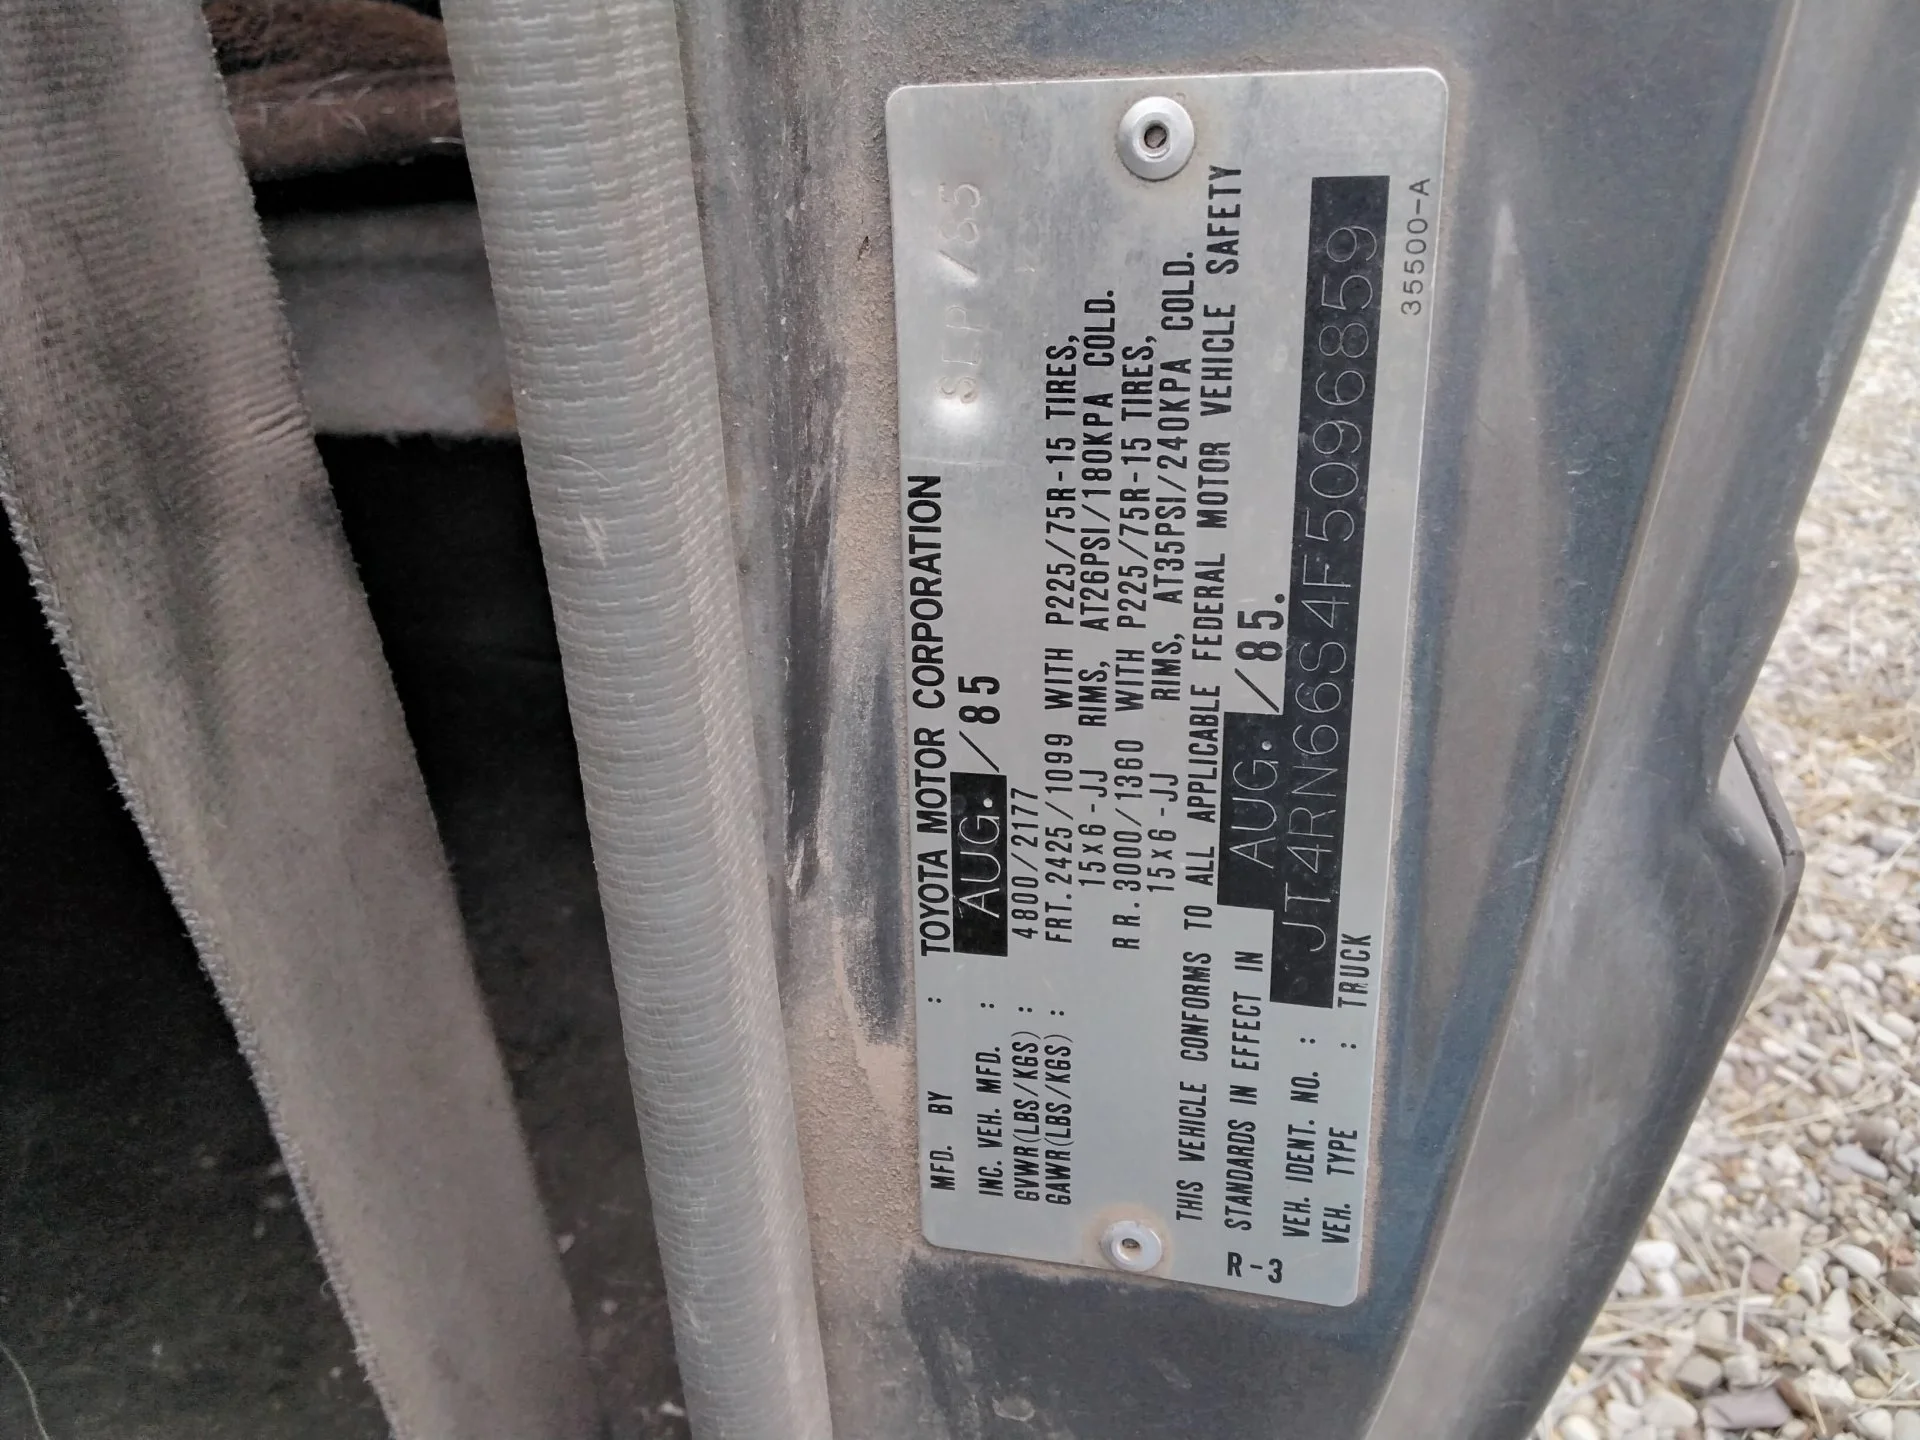 SEP/85
MFD. BY : TOYOTA MOTOR CORPORATION
INC. VEH. MFD. : AUG./85
GVWR(LBS/KGS) : 4800/2177
GAWR(LBS/KGS) : FRT. 2425/1099 WITH P225/75R-15 TIRES,
15x6-JJ RIMS, AT26PSI/180KPA COLD.
RR. 3000/1360 WITH P225/75R-15 TIRES,
15x6-JJ RIMS, AT35PSI/240KPA COLD.
THIS VEHICLE CONFORMS TO ALL APPLICABLE FEDERAL MOTOR VEHICLE SAFETY
STANDARDS IN EFFECT IN AUG./85.
VEH. IDENT. NO. : JT4RN66S4F5096859
VEH. TYPE : TRUCK
35500-A
R-3